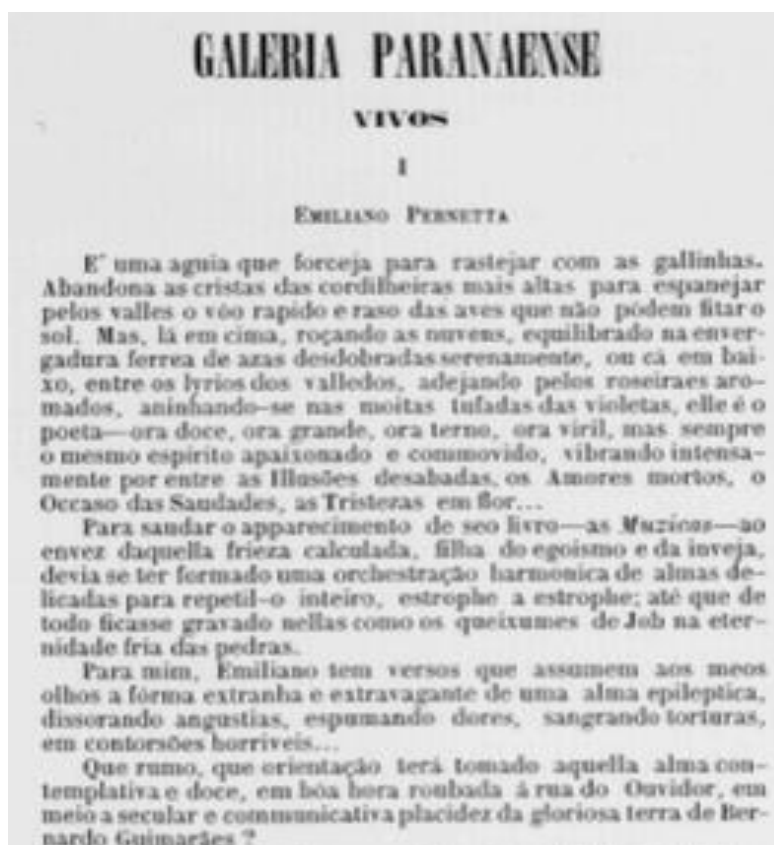 GALERIA PARANAENSE
VIVOS
I
EMILIANO PERNETTA
E' uma aguia que forceja para rastejar com as gallinhas.
Abandona as cristas das cordilheiras mais altas para espanejar
pelos valles o vôo rapido e raso das aves que não pódem fitar o
sol. Mas, lá em cima, roçando as nuvens, equilibrado na enver-
gadura ferrea de azas desdobradas serenamente, ou cá em bai-
xo, entre os lyrios dos valledos, adejando pelos roseiraes aro-
mados, aninhando-se nas moitas tufadas das violetas, elle é o
poeta—ora doce, ora grande, ora terno, ora viril, mas sempre
o mesmo espirito apaixonado e commovido, vibrando intensa-
mente por entre as Illusões desabadas, os Amores mortos, o
Occaso das Saudades, as Tristezas em flor...
Para saudar o apparecimento de seo livro—as Muzicas—ao
envez daquella frieza calculada, filha do egoismo e da inveja,
devia se ter formado uma orchestração harmonica de almas de-
licadas para repetil-o inteiro, estrophe a estrophe; até que de
todo ficasse gravado nellas como os queixumes de Job na eter-
nidade fria das pedras.
Para mim, Emiliano tem versos que assumem aos meos
olhos a fórma extranha e extravagante de uma alma epileptica,
dissorando angustias, espumando dores, sangrando torturas,
em contorsões horriveis...
Que rumo, que orientação terá tomado aquella alma con-
templativa e doce, em bôa hora roubada á rua do Ouvidor, em
meio a secular e communicativa placidez da gloriosa terra de Ber-
nardo Guimarães ?